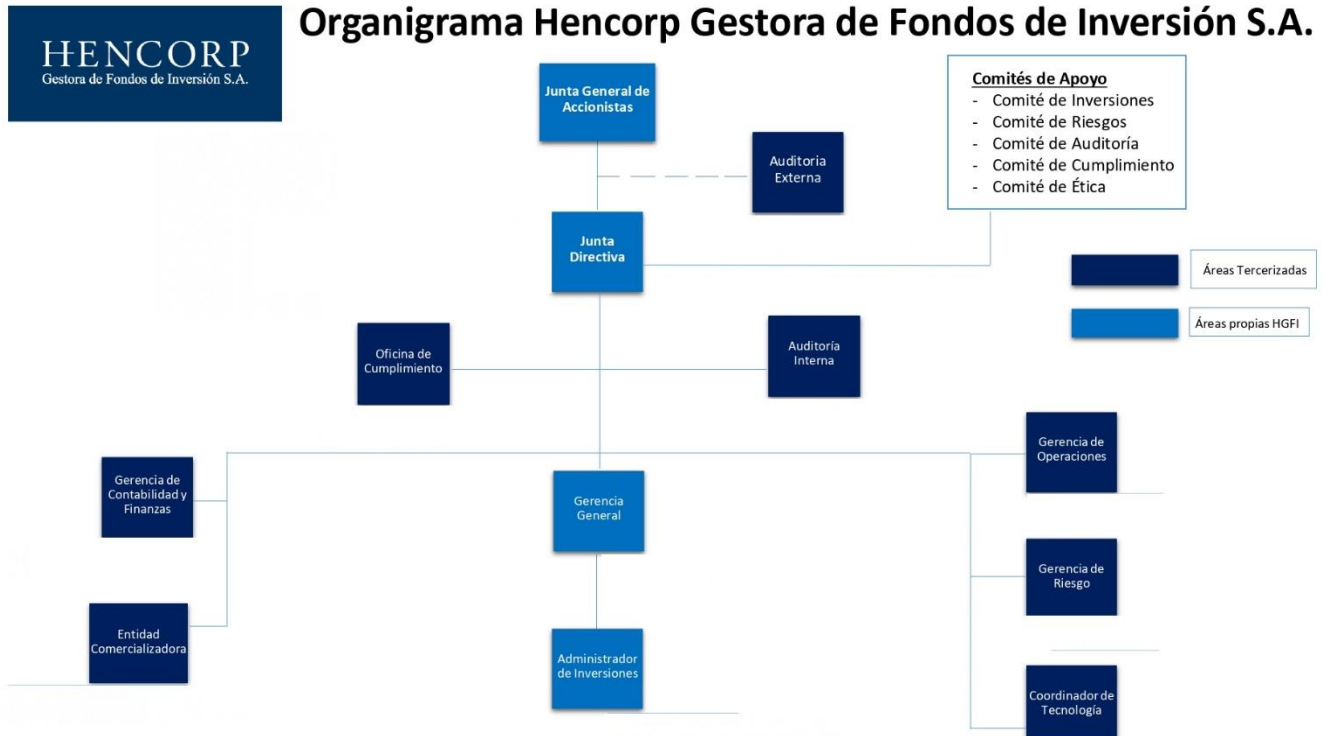 HENCORP
Gestora de Fondos de Inversión S.A.
Organigrama Hencorp Gestora de Fondos de Inversión S.A.
Junta General de
Accionistas
Comités de Apoyo
- Comité de Inversiones
- Comité de Riesgos
- Comité de Auditoría
- Comité de Cumplimiento
- Comité de Ética
Auditoria
Externa
Junta
Directiva
Áreas Tercerizadas
Áreas propias HGFI
Oficina de
Cumplimiento
Auditoría
Interna
Gerencia de
Contabilidad y
Finanzas
Gerencia
General
Gerencia de
Operaciones
Gerencia de
Riesgo
Entidad
Comercializadora
Administrador
de Inversiones
Coordinador de
Tecnología